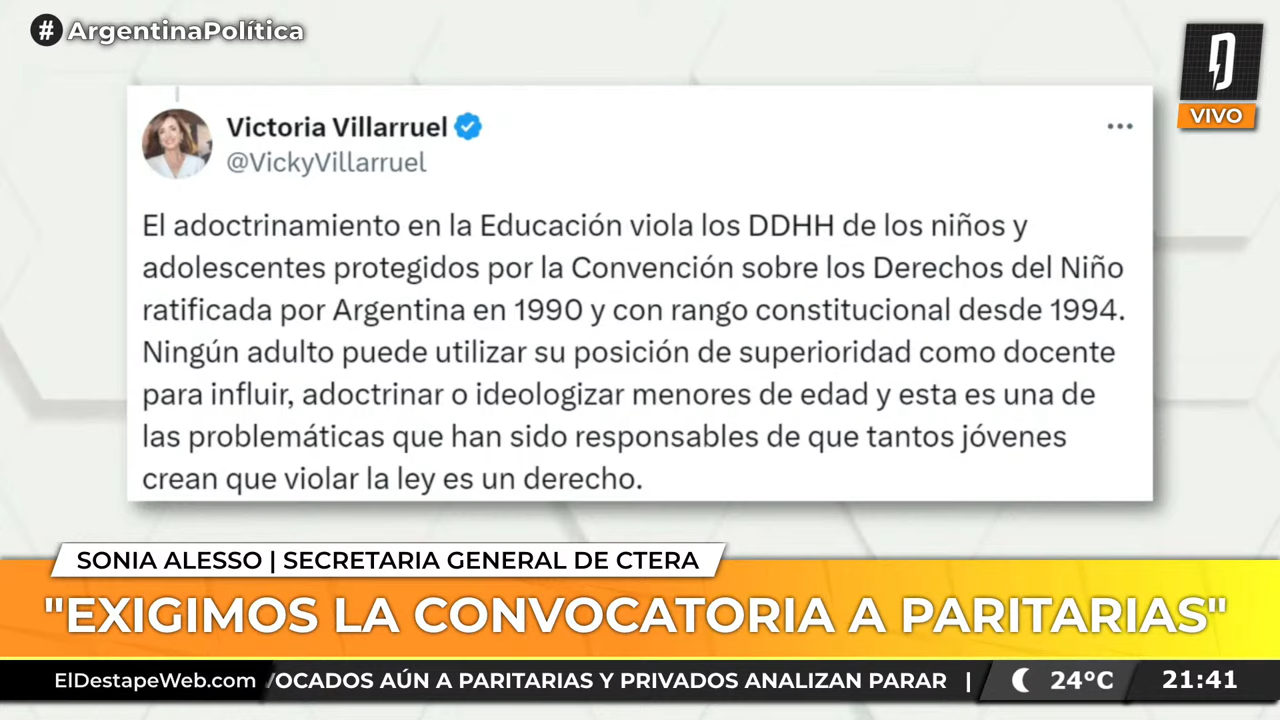 # ArgentinaPolítica
VIVO
Victoria Villarruel
@VickyVillarruel
El adoctrinamiento en la Educación viola los DDHH de los niños y
adolescentes protegidos por la Convención sobre los Derechos del Niño
ratificada por Argentina en 1990 y con rango constitucional desde 1994.
Ningún adulto puede utilizar su posición de superioridad como docente
para influir, adoctrinar o ideologizar menores de edad y esta es una de
las problemáticas que han sido responsables de que tantos jóvenes
crean que violar la ley es un derecho.
SONIA ALESSO | SECRETARIA GENERAL DE CTERA
"EXIGIMOS LA CONVOCATORIA A PARITARIAS"
ElDestapeWeb.com VOCADOS AÚN A PARITARIAS Y PRIVADOS ANALIZAN PARAR | 24°C 21:41